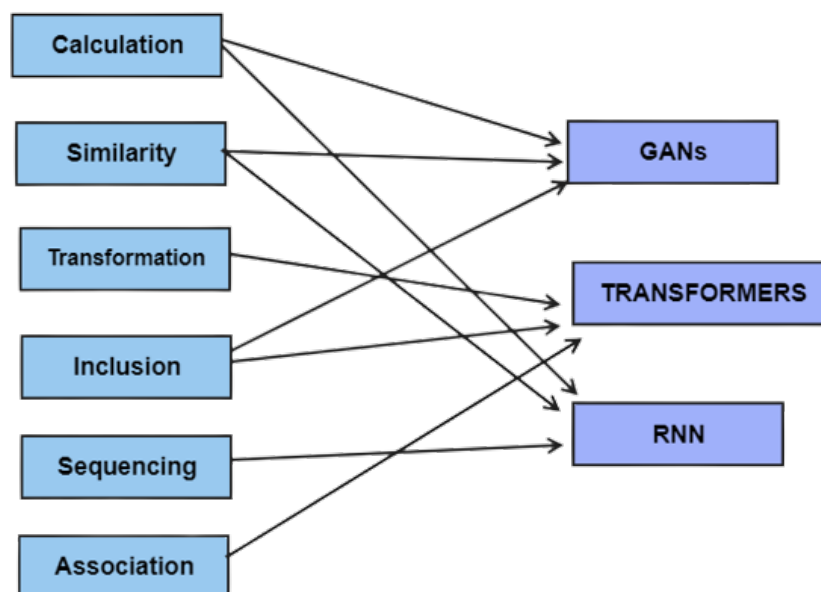 Calculation
Similarity
Transformation
Inclusion
Sequencing
Association
GANs
TRANSFORMERS
RNN